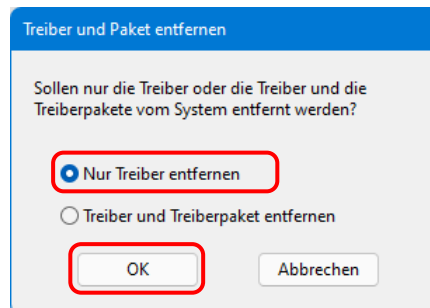 Treiber und Paket entfernen
Sollen nur die Treiber oder die Treiber und die
Treiberpakete vom System entfernt werden?
Nur Treiber entfernen
Treiber und Treiberpaket entfernen
OK
Abbrechen